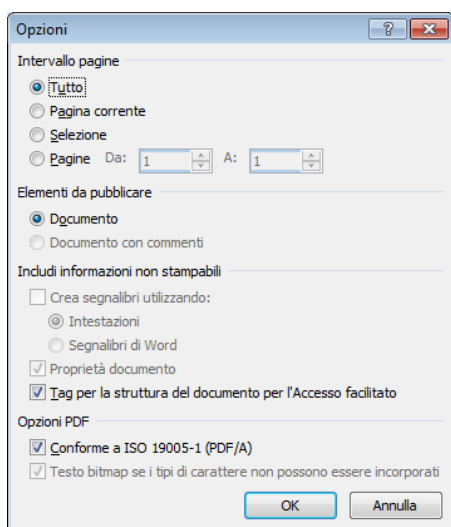 Opzioni
Intervallo pagine
Tutto
Pagina corrente
Selezione
Pagine Da: 1 A: 1
Elementi da pubblicare
Documento
Documento con commenti
Includi informazioni non stampabili
Crea segnalibri utilizzando:
Intestazioni
Segnalibri di Word
Proprietà documento
Tag per la struttura del documento per l'Accesso facilitato
Opzioni PDF
Conforme a ISO 19005-1 (PDF/A)
Testo bitmap se i tipi di carattere non possono essere incorporati
OK Annulla